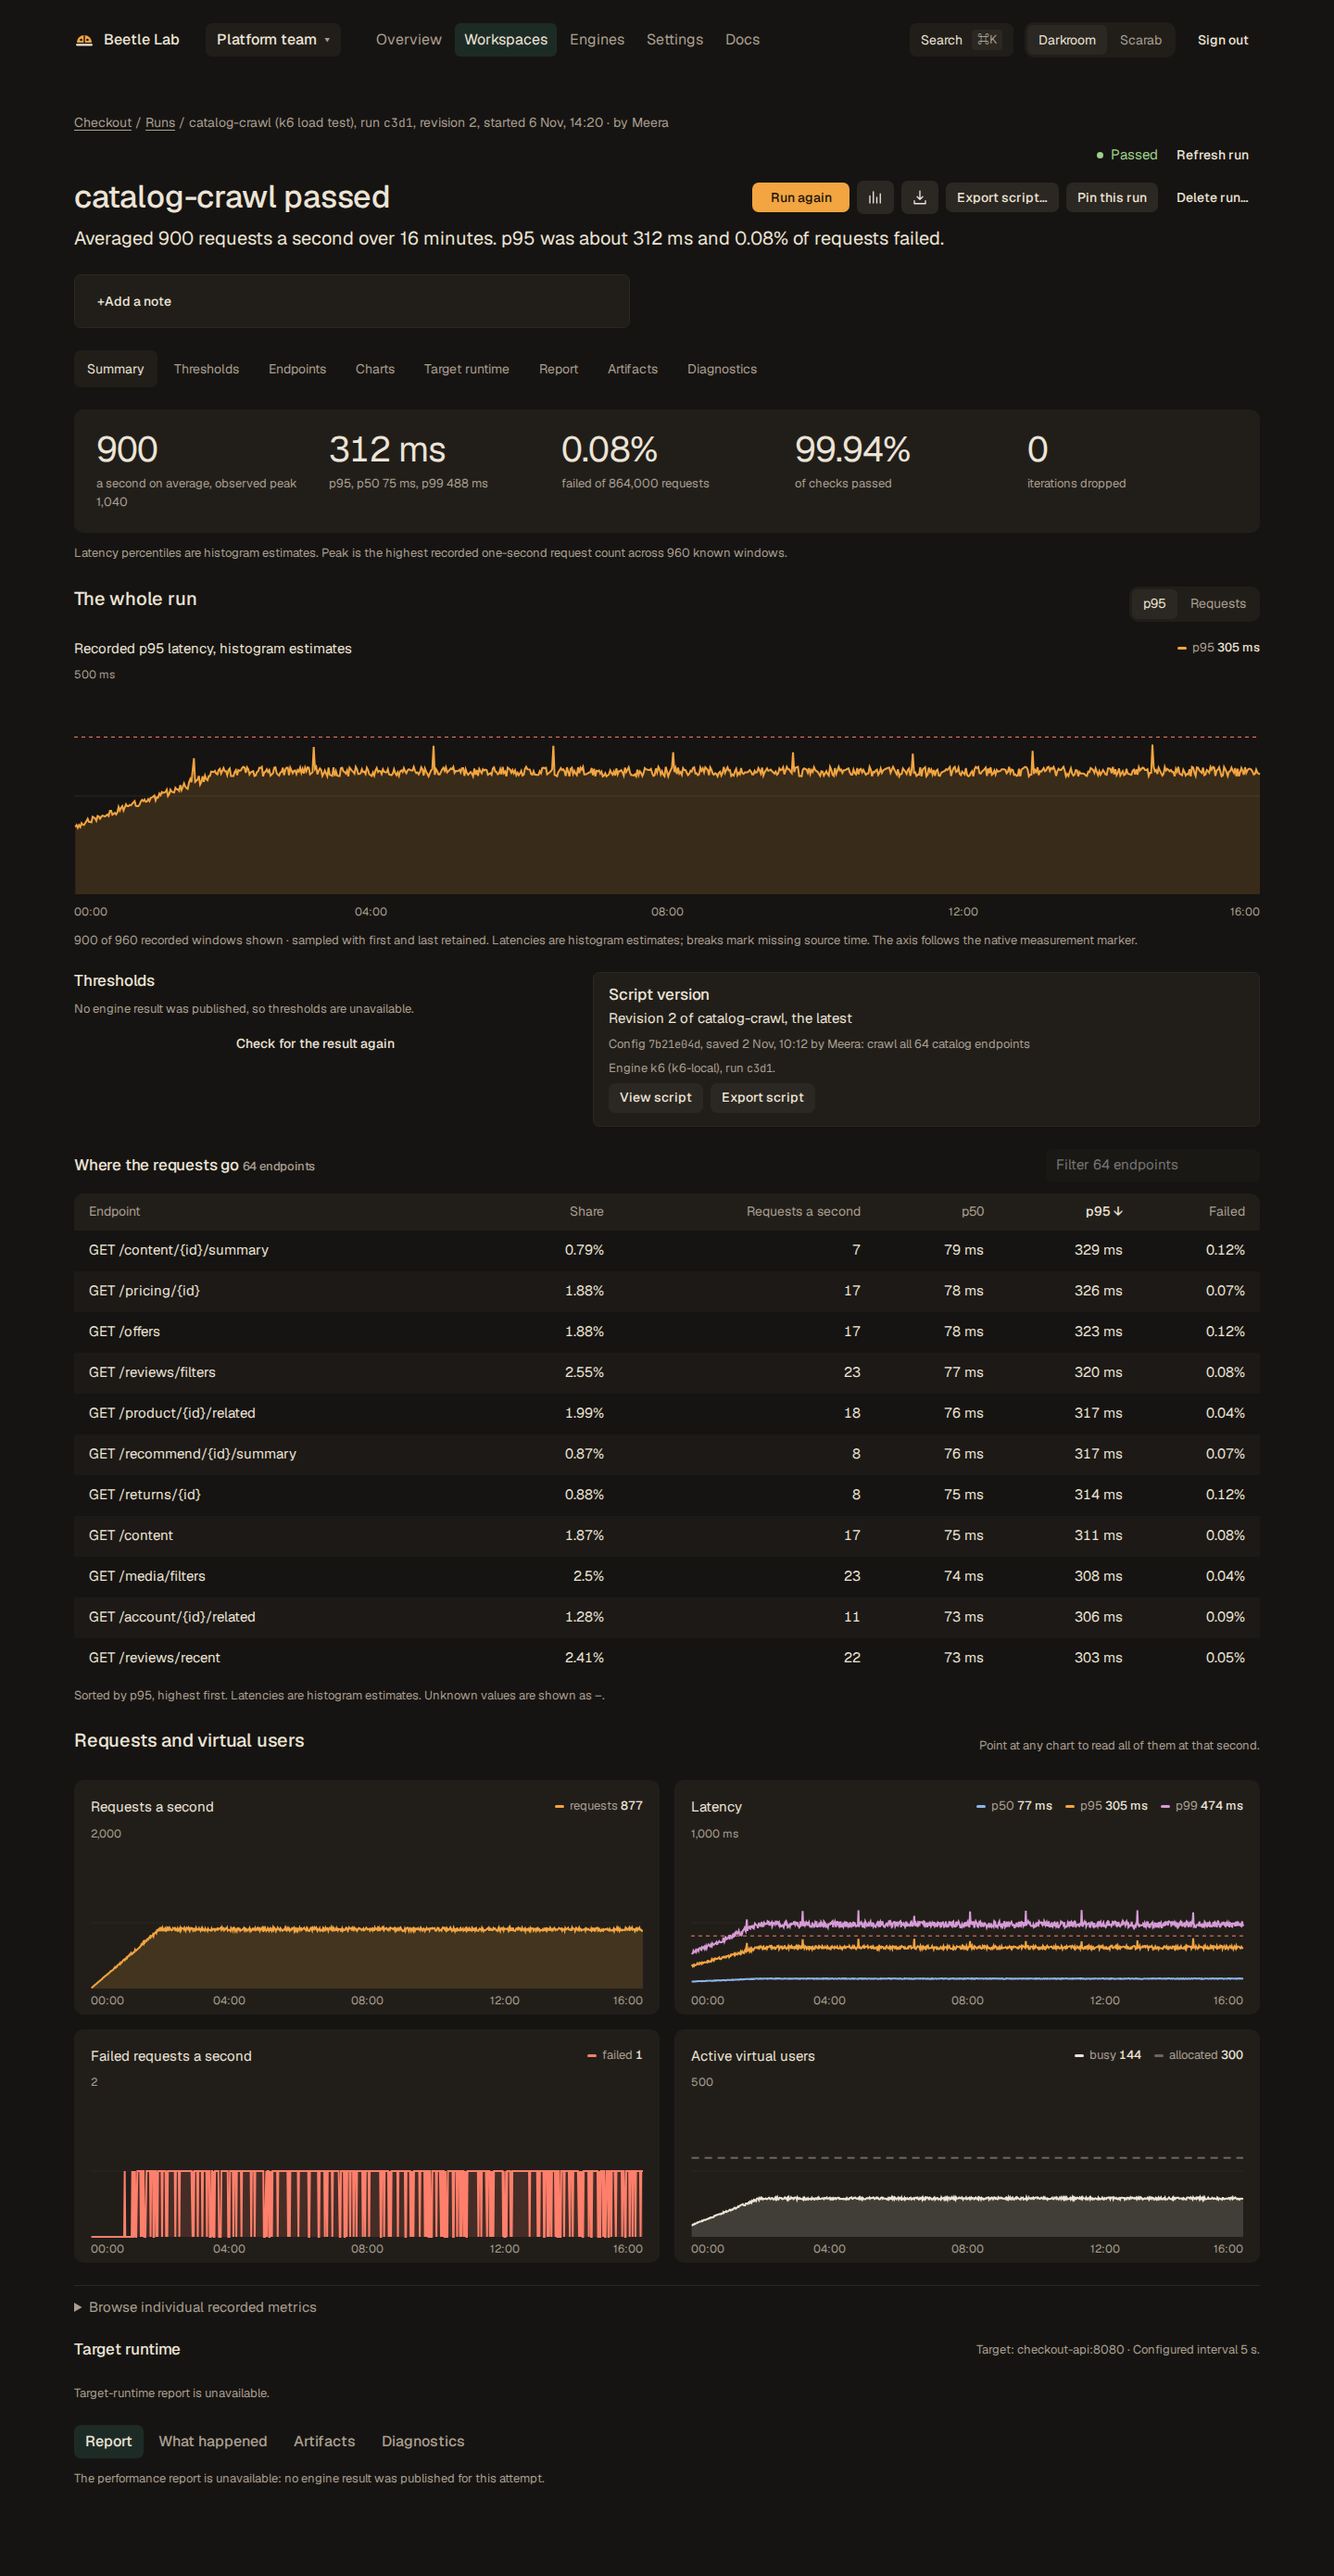 Beetle Lab
Platform team ▾
Overview
Workspaces
Engines
Settings
Docs
Search ⌘K
Darkroom
Scarab
Sign out
Checkout / Runs / catalog-crawl (k6 load test), run c3d1, revision 2, started 6 Nov, 14:20 · by Meera
Passed
Refresh run
catalog-crawl passed
Run again
Export script…
Pin this run
Delete run…
Averaged 900 requests a second over 16 minutes. p95 was about 312 ms and 0.08% of requests failed.
+Add a note
Summary
Thresholds
Endpoints
Charts
Target runtime
Report
Artifacts
Diagnostics
900
312 ms
0.08%
99.94%
0
a second on average, observed peak
1,040
p95, p50 75 ms, p99 488 ms
failed of 864,000 requests
of checks passed
iterations dropped
Latency percentiles are histogram estimates. Peak is the highest recorded one-second request count across 960 known windows.
The whole run
p95
Requests
Recorded p95 latency, histogram estimates
p95 305 ms
500 ms
00:00 04:00 08:00 12:00 16:00
900 of 960 recorded windows shown · sampled with first and last retained. Latencies are histogram estimates; breaks mark missing source time. The axis follows the native measurement marker.
Thresholds
No engine result was published, so thresholds are unavailable.
Check for the result again
Script version
Revision 2 of catalog-crawl, the latest
Config 7b21e04d, saved 2 Nov, 10:12 by Meera: crawl all 64 catalog endpoints
Engine k6 (k6-local), run c3d1.
View script
Export script
Where the requests go 64 endpoints
Filter 64 endpoints
Endpoint Share Requests a second p50 p95 ↓ Failed
GET /content/{id}/summary 0.79% 7 79 ms 329 ms 0.12%
GET /pricing/{id} 1.88% 17 78 ms 326 ms 0.07%
GET /offers 1.88% 17 78 ms 323 ms 0.12%
GET /reviews/filters 2.55% 23 77 ms 320 ms 0.08%
GET /product/{id}/related 1.99% 18 76 ms 317 ms 0.04%
GET /recommend/{id}/summary 0.87% 8 76 ms 317 ms 0.07%
GET /returns/{id} 0.88% 8 75 ms 314 ms 0.12%
GET /content 1.87% 17 75 ms 311 ms 0.08%
GET /media/filters 2.5% 23 74 ms 308 ms 0.04%
GET /account/{id}/related 1.28% 11 73 ms 306 ms 0.09%
GET /reviews/recent 2.41% 22 73 ms 303 ms 0.05%
Sorted by p95, highest first. Latencies are histogram estimates. Unknown values are shown as –.
Requests and virtual users
Point at any chart to read all of them at that second.
Requests a second
requests 877
2,000
00:00 04:00 08:00 12:00 16:00
Latency
p50 77 ms p95 305 ms p99 474 ms
1,000 ms
00:00 04:00 08:00 12:00 16:00
Failed requests a second
failed 1
2
00:00 04:00 08:00 12:00 16:00
Active virtual users
busy 144 allocated 300
500
00:00 04:00 08:00 12:00 16:00
▶ Browse individual recorded metrics
Target runtime
Target: checkout-api:8080 · Configured interval 5 s.
Target-runtime report is unavailable.
Report
What happened
Artifacts
Diagnostics
The performance report is unavailable: no engine result was published for this attempt.